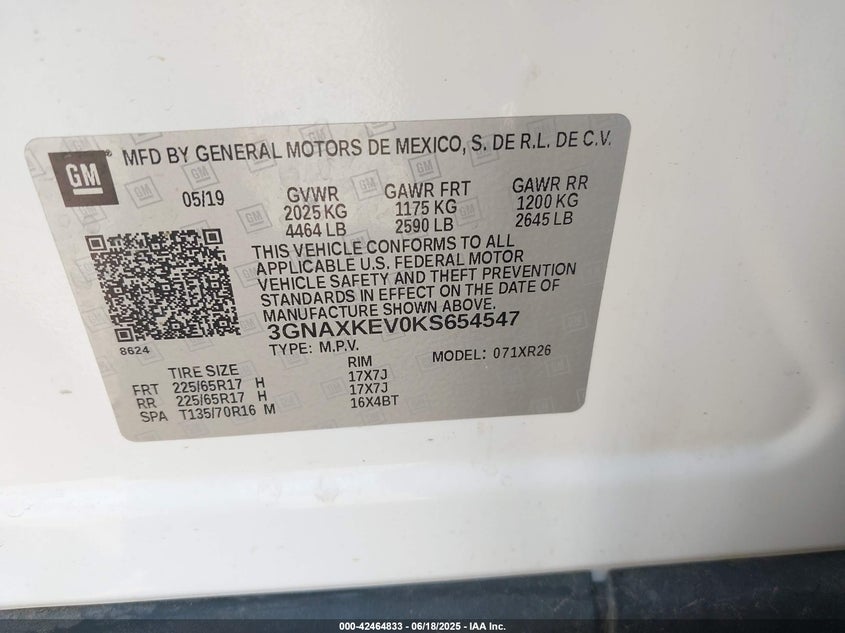 GM
MFD BY GENERAL MOTORS DE MEXICO, S. DE R.L. DE C.V.
05/19
GVWR GAWR FRT GAWR RR
2025 KG 1175 KG 1200 KG
4464 LB 2590 LB 2645 LB
THIS VEHICLE CONFORMS TO ALL
APPLICABLE U.S. FEDERAL MOTOR
VEHICLE SAFETY AND THEFT PREVENTION
STANDARDS IN EFFECT ON THE DATE OF
MANUFACTURE SHOWN ABOVE.
3GNAXKEV0KS654547
8624
TYPE: M.P.V. MODEL: 071XR26
TIRE SIZE RIM
FRT 225/65R17 H 17X7J
RR 225/65R17 H 17X7J
SPA T135/70R16 M 16X4BT
000-42464833 - 06/18/2025 - IAA Inc.